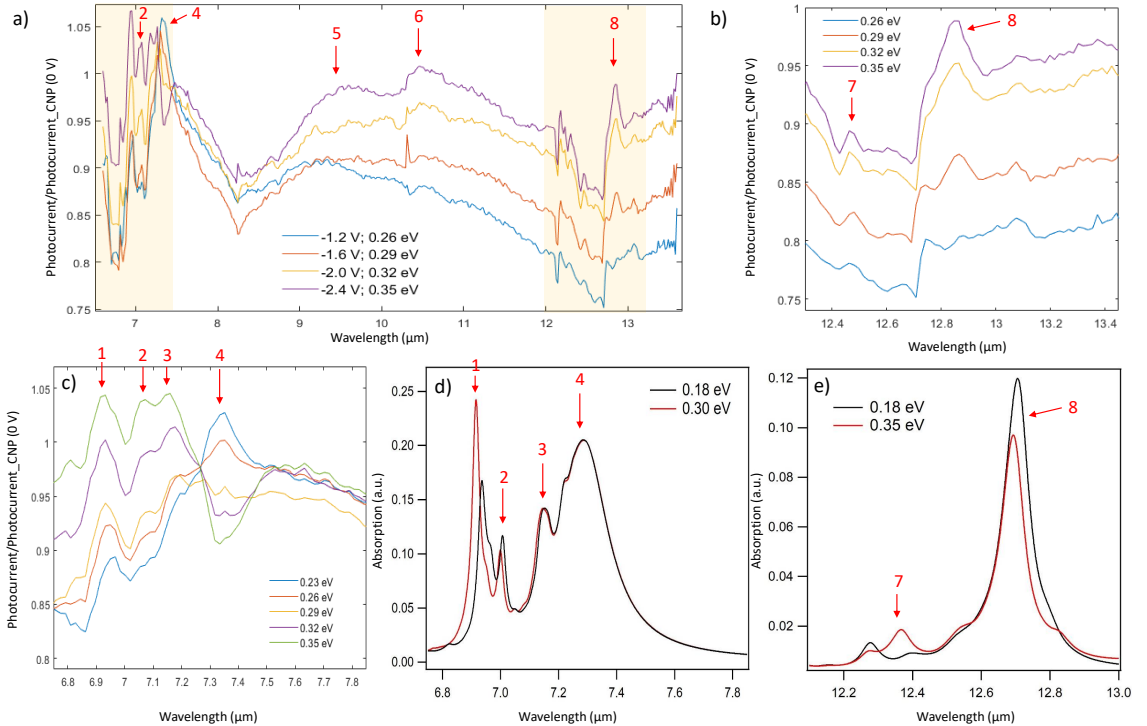 a)
2
4
5
6
8
Photocurrent/Photocurrent_CNP (0 V)
1.05
1
0.95
0.9
0.85
0.8
0.75
-1.2 V; 0.26 eV
-1.6 V; 0.29 eV
-2.0 V; 0.32 eV
-2.4 V; 0.35 eV
7 8 9 10 11 12 13
Wavelength (µm)
b)
7
8
Photocurrent/Photocurrent_CNP (0 V)
1
0.95
0.9
0.85
0.8
0.75
0.26 eV
0.29 eV
0.32 eV
0.35 eV
12.4 12.6 12.8 13 13.2 13.4
Wavelength (µm)
c)
1 2 3 4
Photocurrent/Photocurrent_CNP (0 V)
1.05
1
0.95
0.9
0.85
0.8
0.23 eV
0.26 eV
0.29 eV
0.32 eV
0.35 eV
6.8 6.9 7 7.1 7.2 7.3 7.4 7.5 7.6 7.7 7.8
Wavelength (µm)
d)
1
2
3
4
0.18 eV
0.30 eV
Absorption (a.u.)
0.25
0.20
0.15
0.10
0.05
0.00
6.8 7.0 7.2 7.4 7.6 7.8
Wavelength (µm)
e)
7
8
0.18 eV
0.35 eV
Absorption (a.u.)
0.12
0.10
0.08
0.06
0.04
0.02
12.2 12.4 12.6 12.8 13.0
Wavelength (µm)